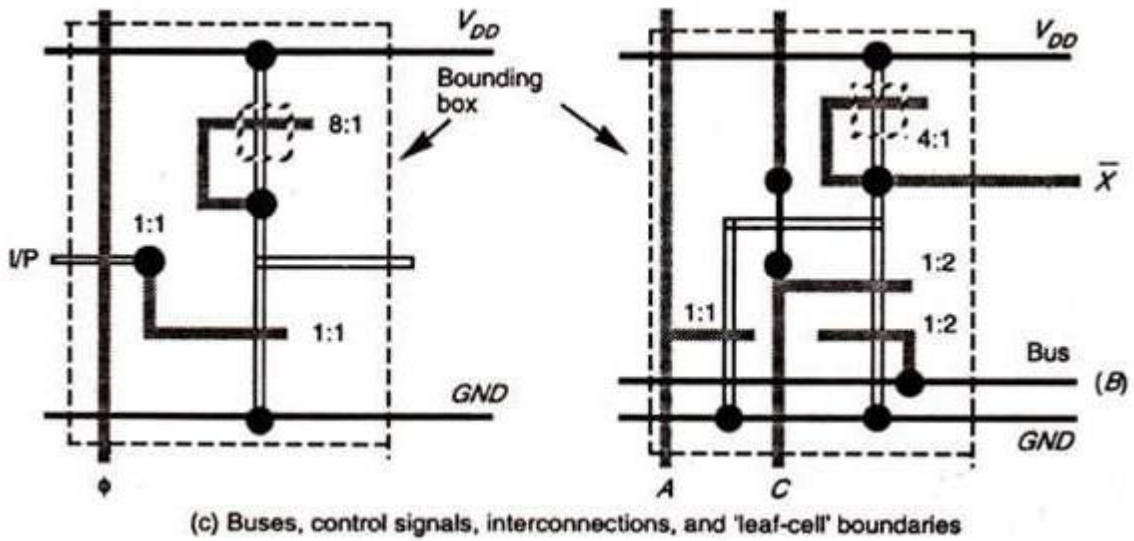 V_DD
8:1
1:1
I/P
1:1
GND
ϕ
Bounding
box
V_DD
4:1
X̅
1:2
1:1
1:2
Bus
(B)
GND
A
C
(c) Buses, control signals, interconnections, and 'leaf-cell' boundaries